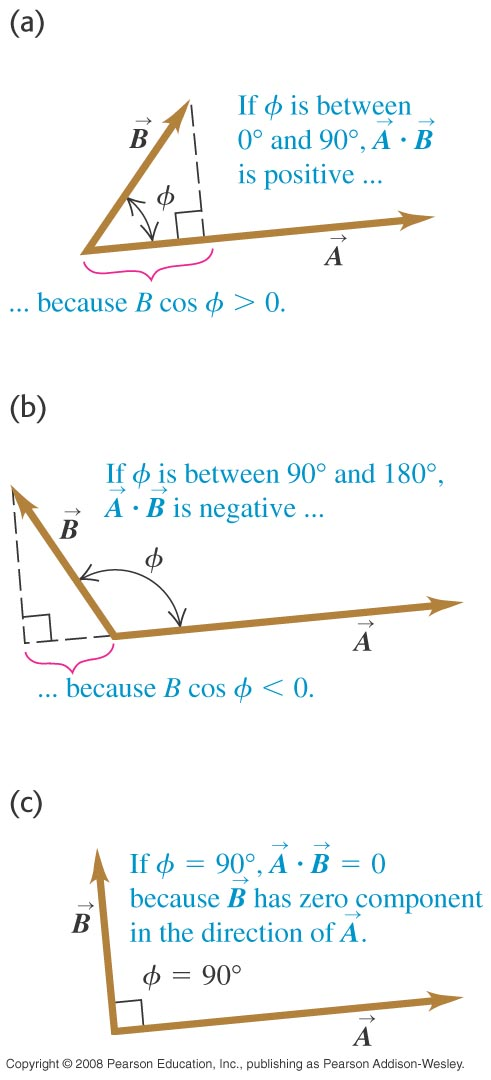 (a)
B⃗
If ϕ is between
0° and 90°, A⃗ · B⃗
is positive ...
ϕ
A⃗
... because B cos ϕ > 0.
(b)
If ϕ is between 90° and 180°,
A⃗ · B⃗ is negative ...
B⃗
ϕ
A⃗
... because B cos ϕ < 0.
(c)
If ϕ = 90°, A⃗ · B⃗ = 0
because B⃗ has zero component
in the direction of A⃗.
B⃗
ϕ = 90°
A⃗
Copyright © 2008 Pearson Education, Inc., publishing as Pearson Addison-Wesley.